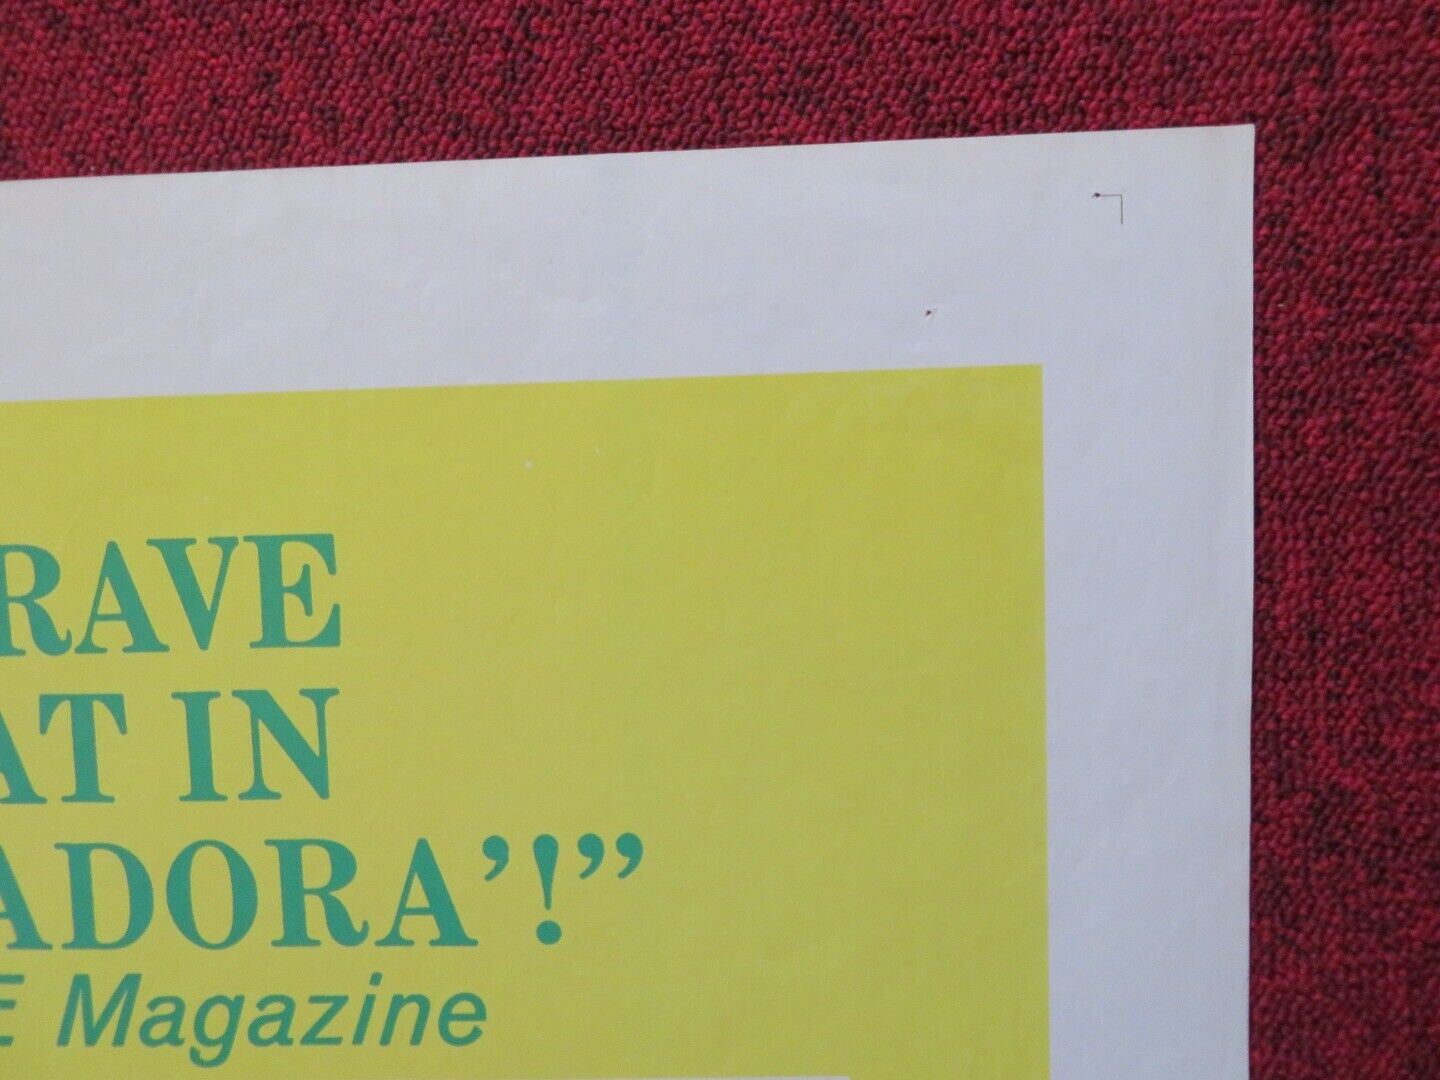 RAVE
AT IN
ADORA’!”
E Magazine